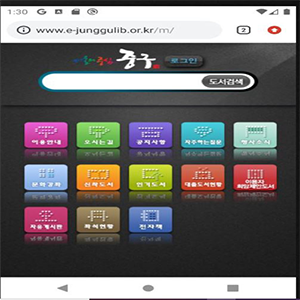 1:30
www.e-junggulib.or.kr/m/
2
중구
로그인
도서검색
이용안내 오시는길 공지사항 자주하는질문 행사소식
문화강좌 신착도서 인기도서 대출도서현황
자유게시판 좌석현황 전자책